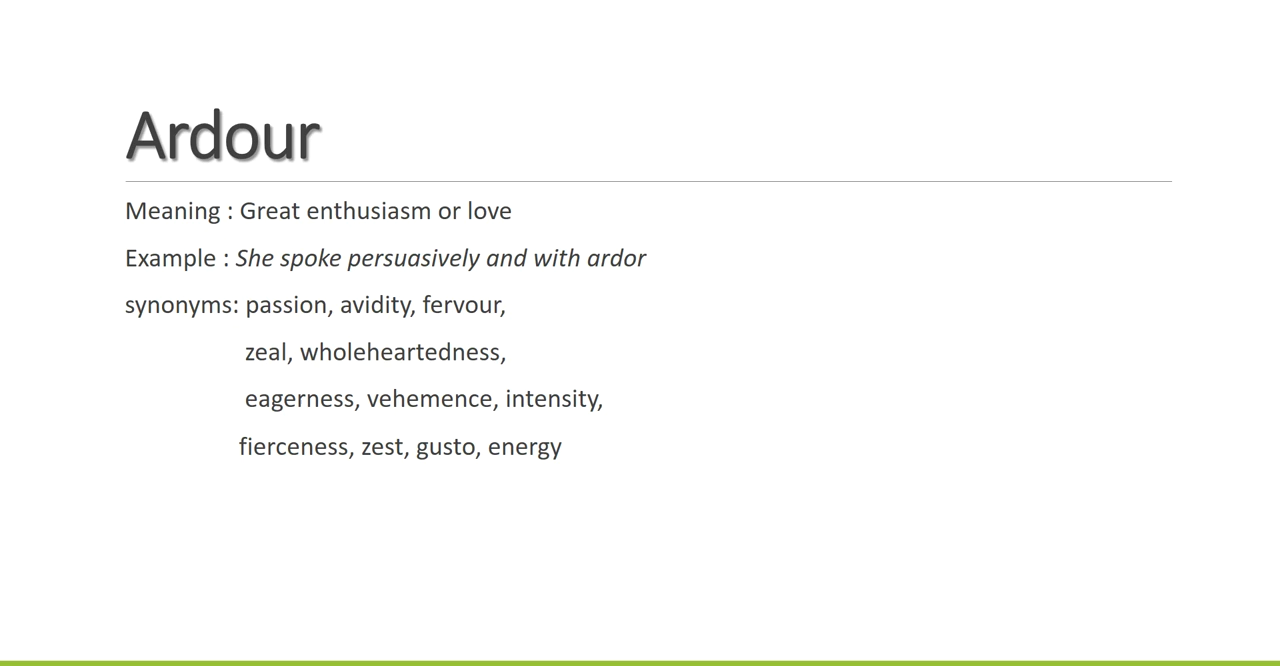 Ardour
Meaning : Great enthusiasm or love
Example : She spoke persuasively and with ardor
synonyms: passion, avidity, fervour,
zeal, wholeheartedness,
eagerness, vehemence, intensity,
fierceness, zest, gusto, energy